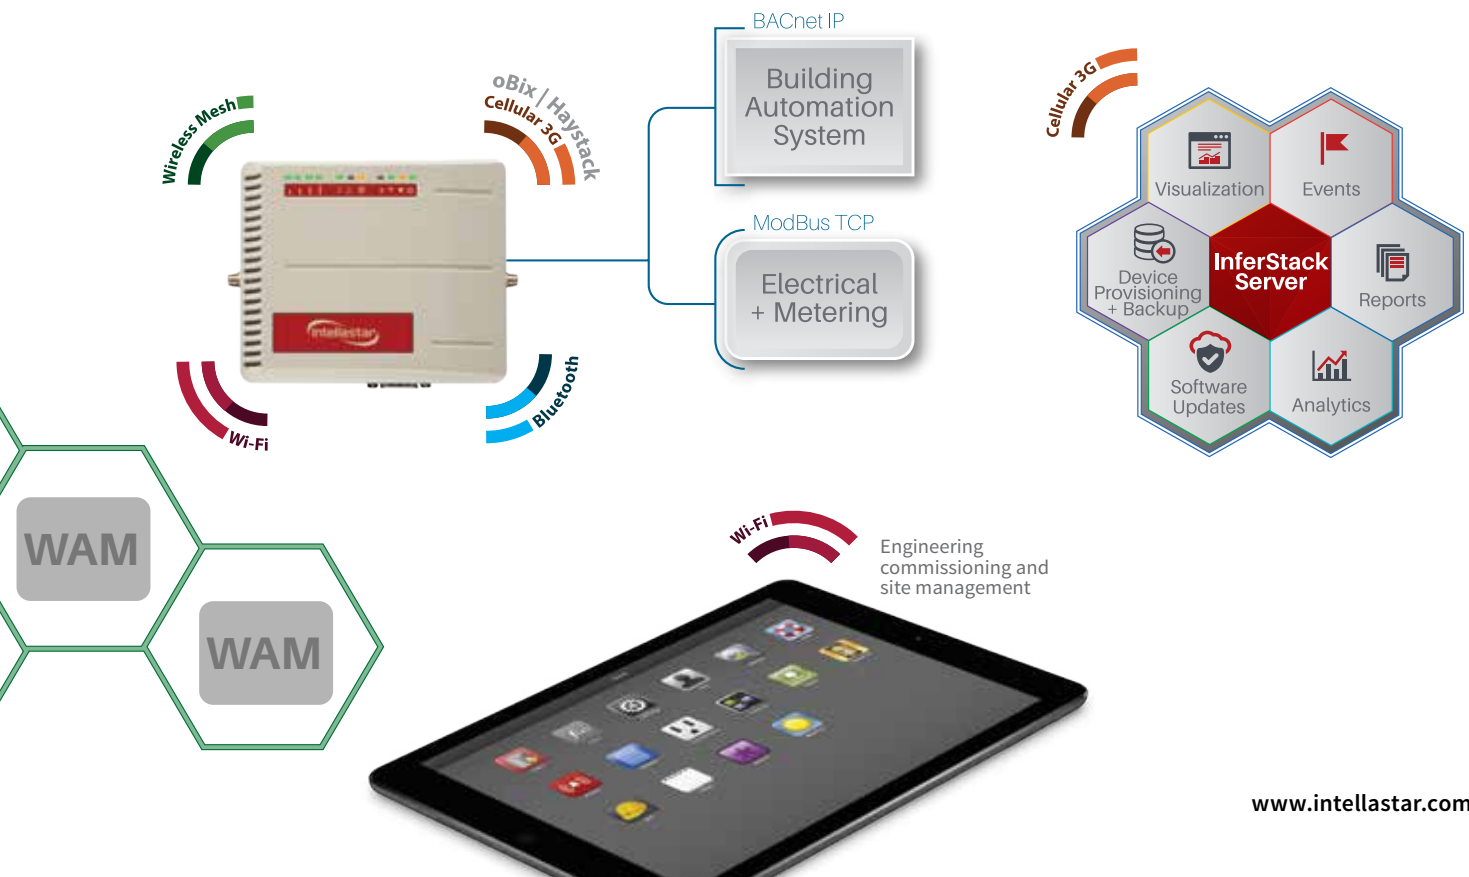 BACnet IP
Building
Automation
System
oBix | Haystack
Cellular 3G
Wireless Mesh
Cellular 3G
Visualization
Events
ModBus TCP
Electrical
+ Metering
InferStack
Server
Device
Provisioning
+ Backup
Reports
intellastar
Software
Updates
Analytics
Bluetooth
Wi-Fi
WAM
WAM
Wi-Fi
Engineering
commissioning and
site management
www.intellastar.com